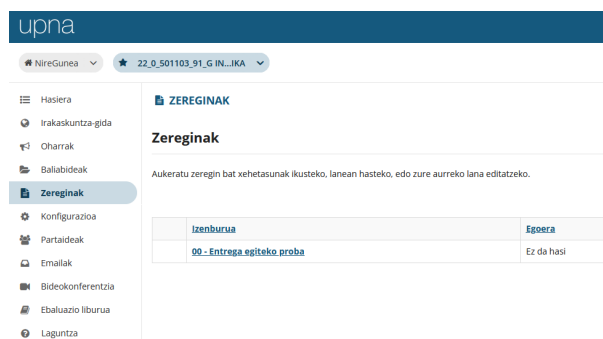 upna
NireGunea
22_0_501103_91_G IN...IKA
Hasiera
Irakaskuntza-gida
Oharrak
Baliabideak
Zereginak
Konfigurazioa
Partaideak
Emailak
Bideokonferentzia
Ebaluazio liburua
Laguntza
ZEREGINAK
Zereginak
Aukeratu zeregin bat xehetasunak ikusteko, lanean hasteko, edo zure aurreko lana editatzeko.
Izenburua Egoera
00 - Entrega egiteko proba Ez da hasi